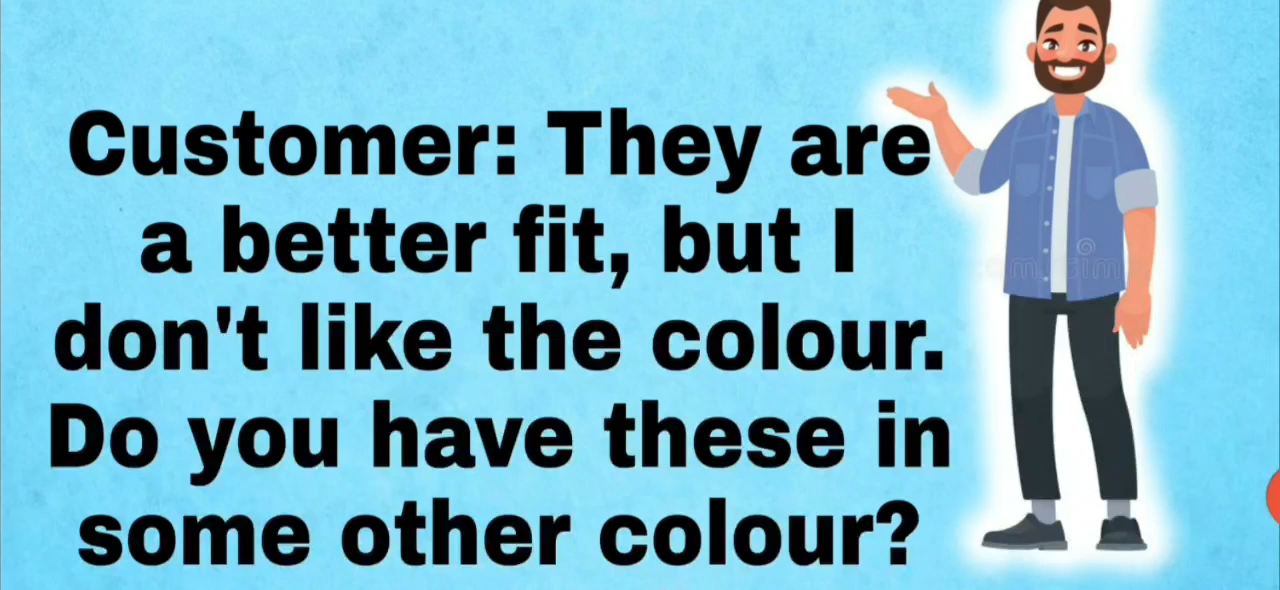 Customer: They are
a better fit, but I
don't like the colour.
Do you have these in
some other colour?